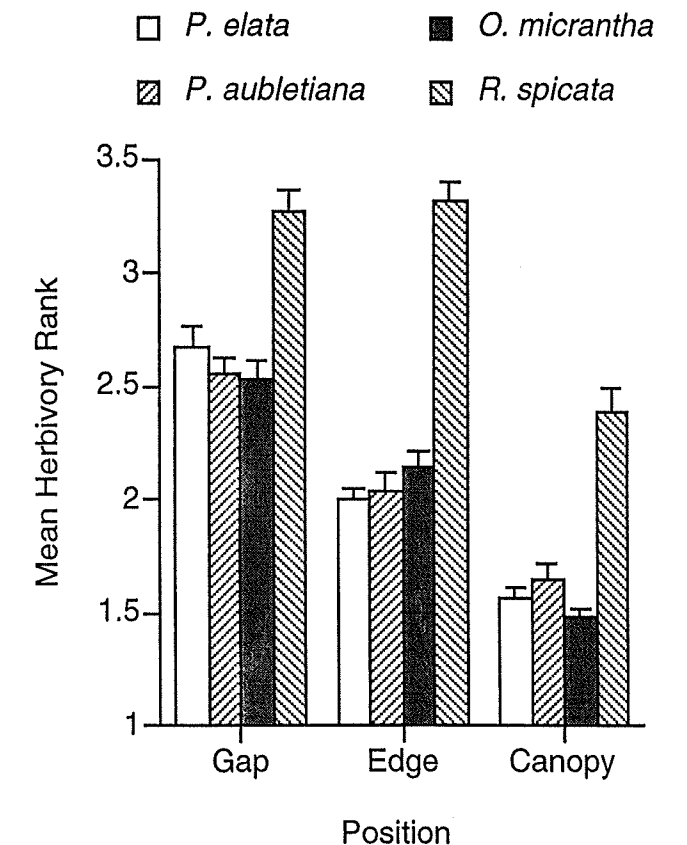 P. elata
O. micrantha
P. aubletiana
R. spicata
3.5
3
2.5
2
1.5
1
Mean Herbivory Rank
Gap Edge Canopy
Position